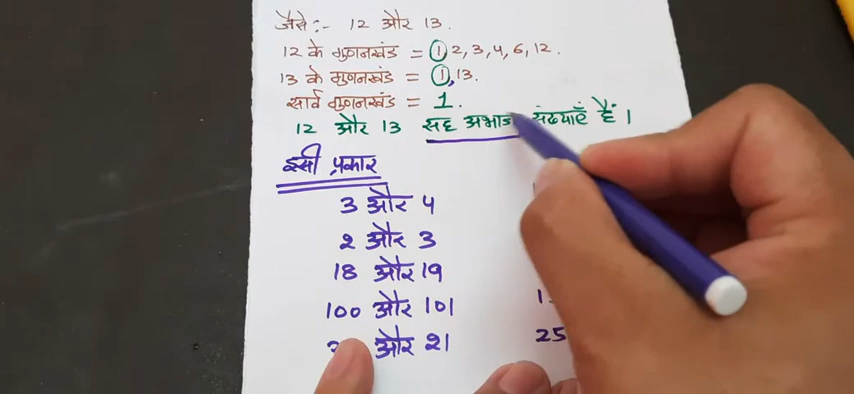 जैसे:- 12 और 13.
12 के गुणनखंड = 1, 2, 3, 4, 6, 12.
13 के गुणनखंड = 1, 13.
सार्व गुणनखंड = 1.
12 और 13 सह संख्याएँ हैं।
इसी प्रकार
3 और 4
2 और 3
18 और 19
100 और 101
और 21
25